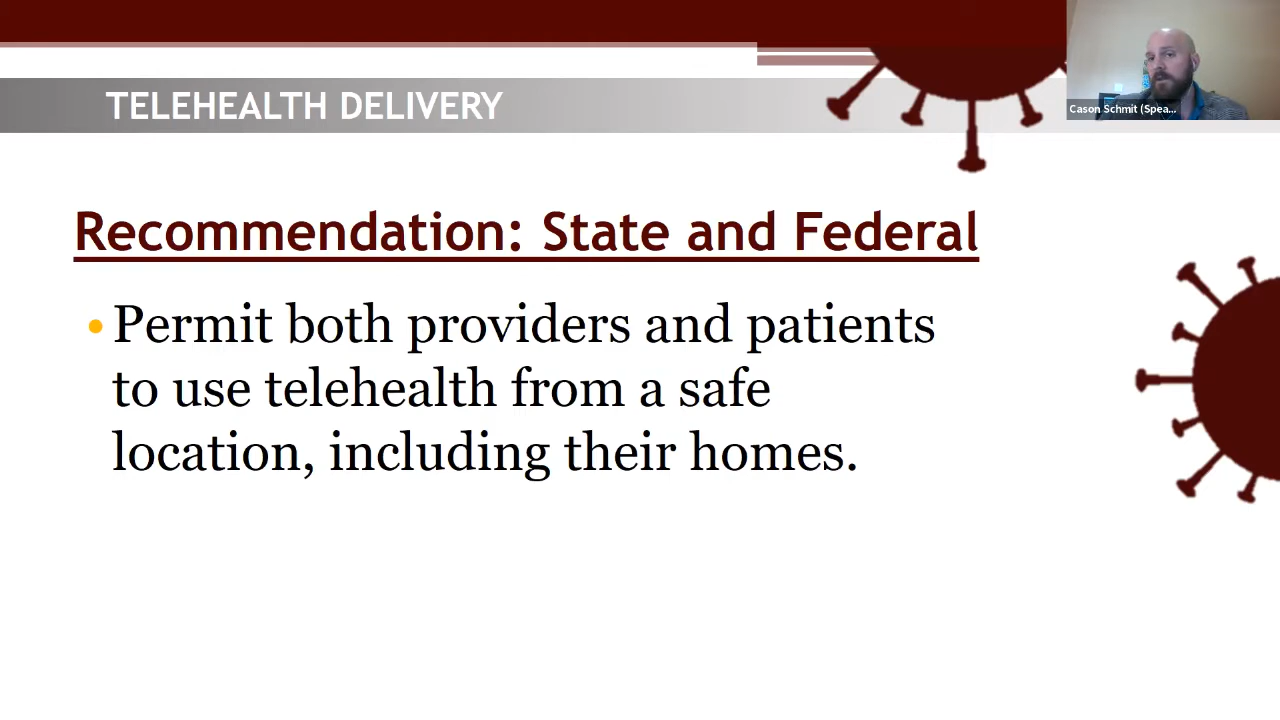 TELEHEALTH DELIVERY
Cason Schmit (Spea...
Recommendation: State and Federal
• Permit both providers and patients
to use telehealth from a safe
location, including their homes.